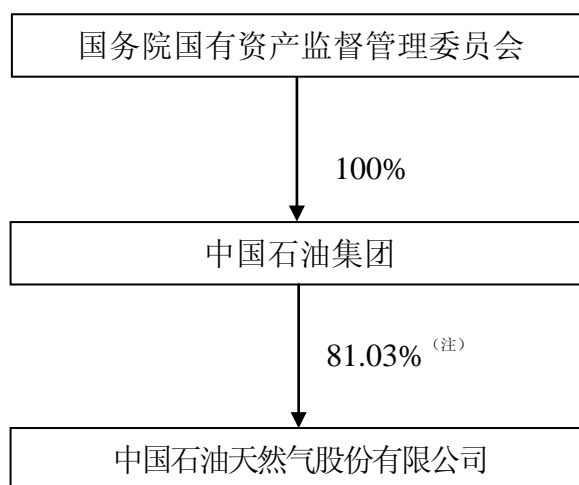 国务院国有资产监督管理委员会
100%
中国石油集团
81.03%（注）
中国石油天然气股份有限公司